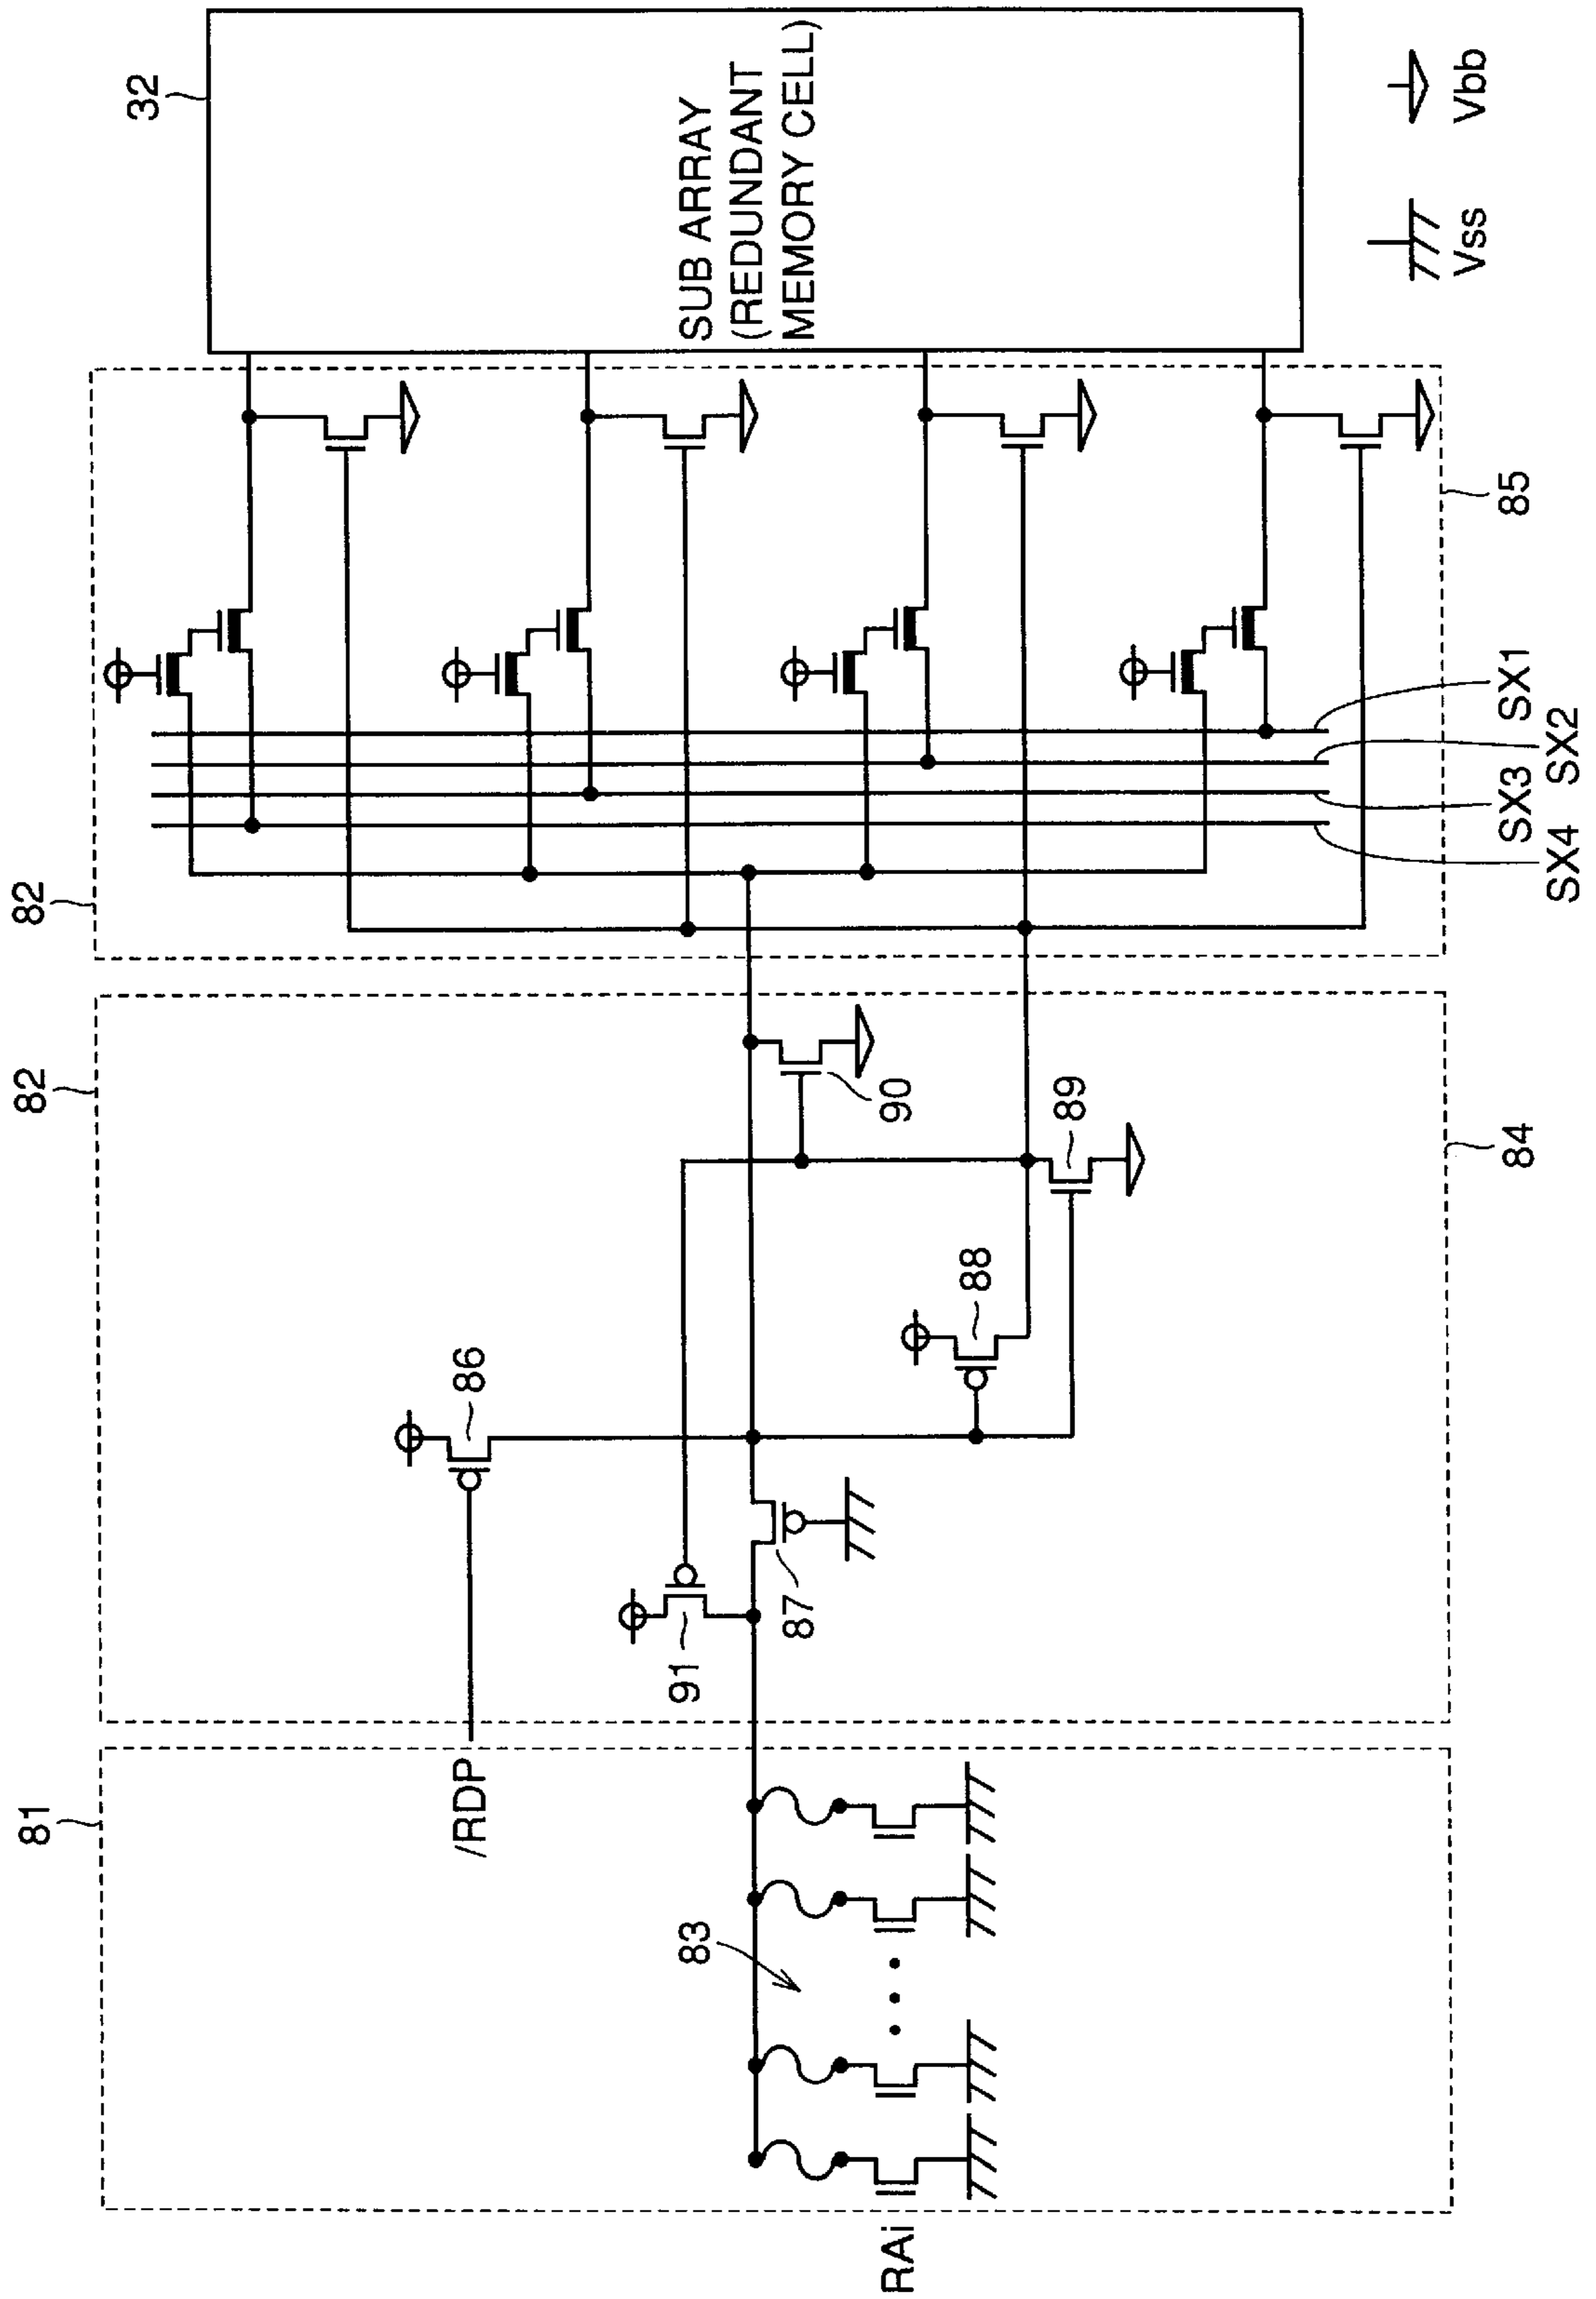 32
SUB ARRAY
(REDUNDANT
MEMORY CELL)
Vss
Vbb
82
85
SX1
SX2
SX3
SX4
82
90
89
84
88
86
87
91
/RDP
81
83
RAi